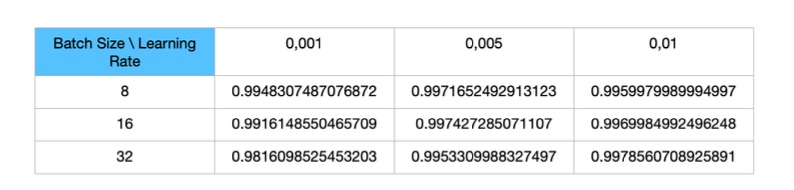 Batch Size \ Learning Rate 0,001 0,005 0,01
8 0.9948307487076872 0.9971652492913123 0.9959979989994997
16 0.9916148550465709 0.997427285071107 0.9969984992496248
32 0.9816098525453203 0.9953309988327497 0.9978560708925891